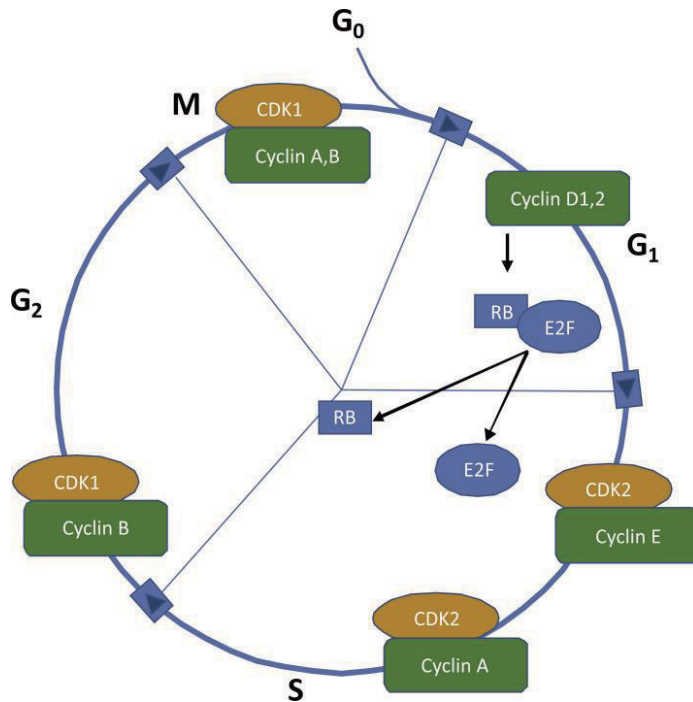 G₀
M
CDK1
Cyclin A,B
Cyclin D1,2
G₁
RB
E2F
G₂
RB
E2F
CDK1
Cyclin B
CDK2
Cyclin E
CDK2
Cyclin A
S